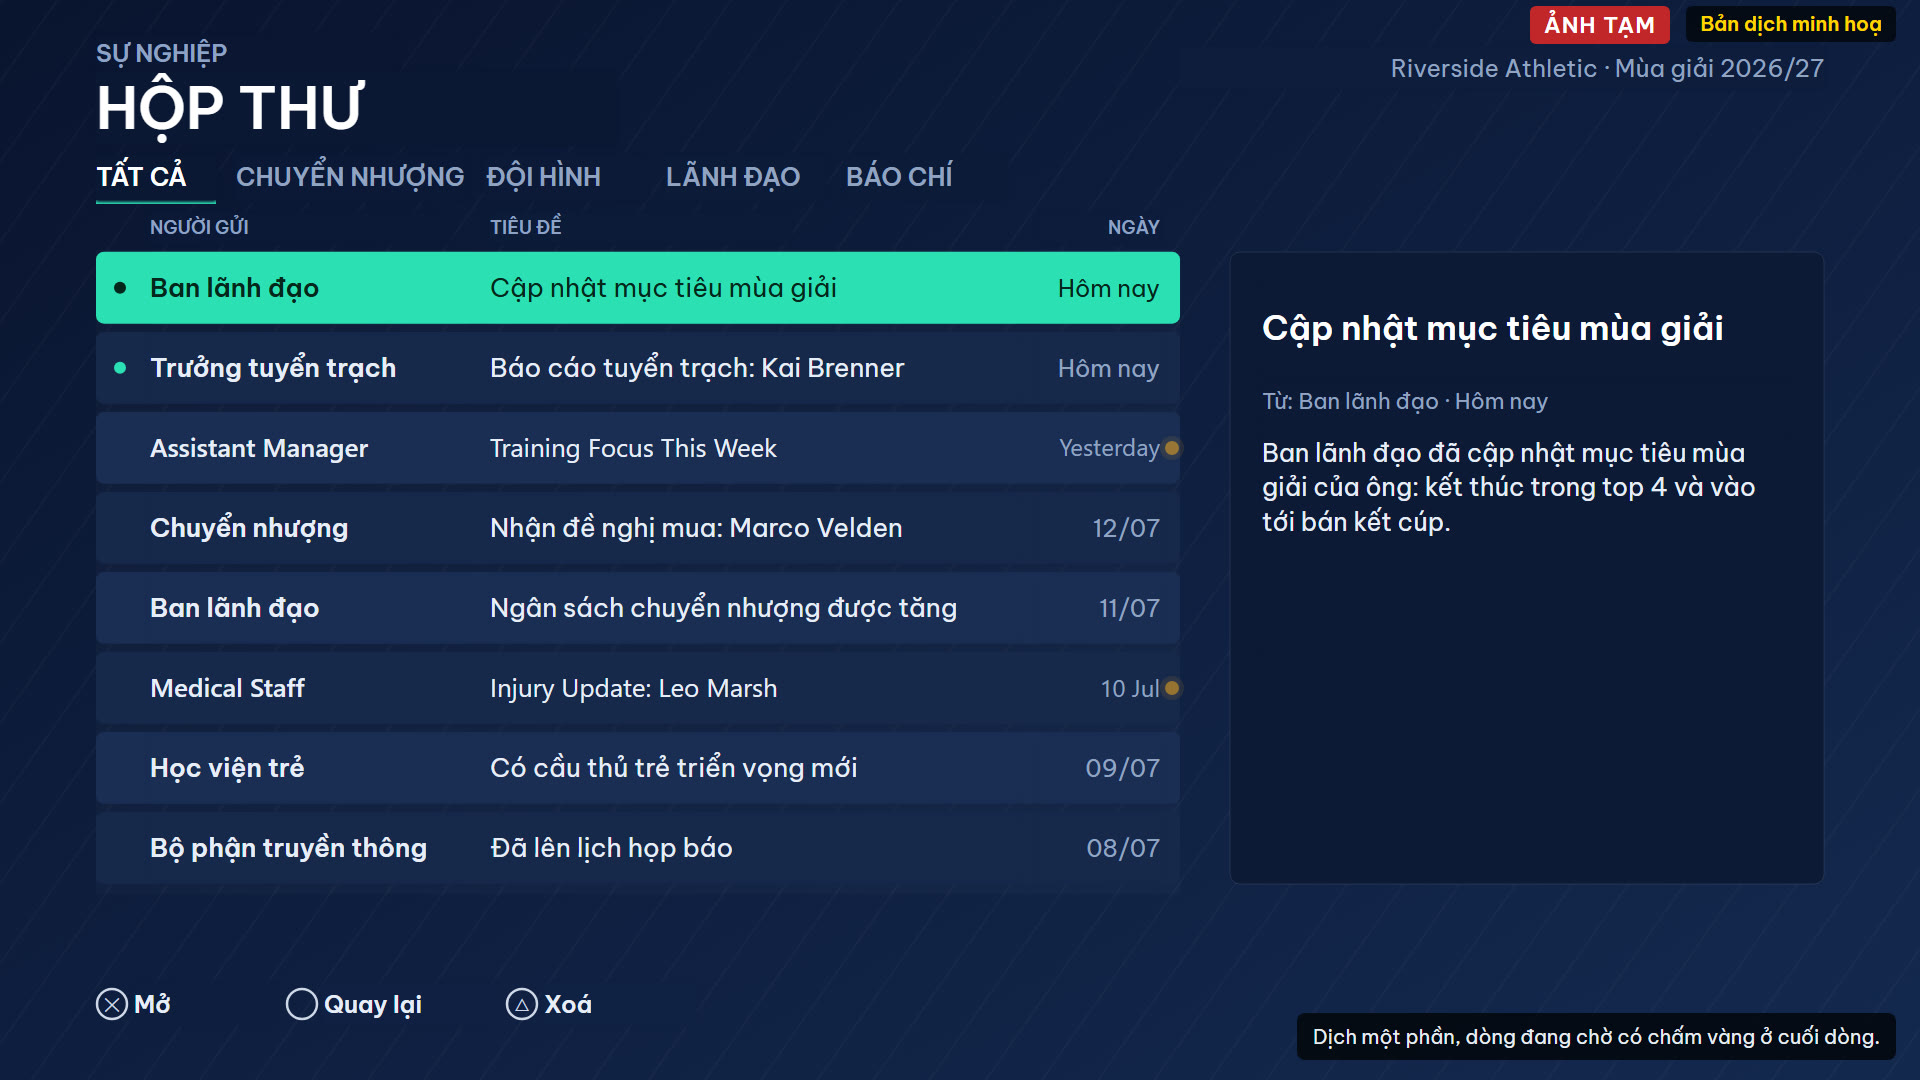 ẢNH TẠM
Bản dịch minh hoạ
SỰ NGHIỆP
Riverside Athletic · Mùa giải 2026/27
HỘP THƯ
TẤT CẢ CHUYỂN NHƯỢNG ĐỘI HÌNH LÃNH ĐẠO BÁO CHÍ
NGƯỜI GỬI TIÊU ĐỀ NGÀY
Ban lãnh đạo Cập nhật mục tiêu mùa giải Hôm nay
Trưởng tuyển trạch Báo cáo tuyển trạch: Kai Brenner Hôm nay
Assistant Manager Training Focus This Week Yesterday
Chuyển nhượng Nhận đề nghị mua: Marco Velden 12/07
Ban lãnh đạo Ngân sách chuyển nhượng được tăng 11/07
Medical Staff Injury Update: Leo Marsh 10 Jul
Học viện trẻ Có cầu thủ trẻ triển vọng mới 09/07
Bộ phận truyền thông Đã lên lịch họp báo 08/07
Cập nhật mục tiêu mùa giải
Từ: Ban lãnh đạo · Hôm nay
Ban lãnh đạo đã cập nhật mục tiêu mùa
giải của ông: kết thúc trong top 4 và vào
tới bán kết cúp.
Mở Quay lại Xoá
Dịch một phần, dòng đang chờ có chấm vàng ở cuối dòng.